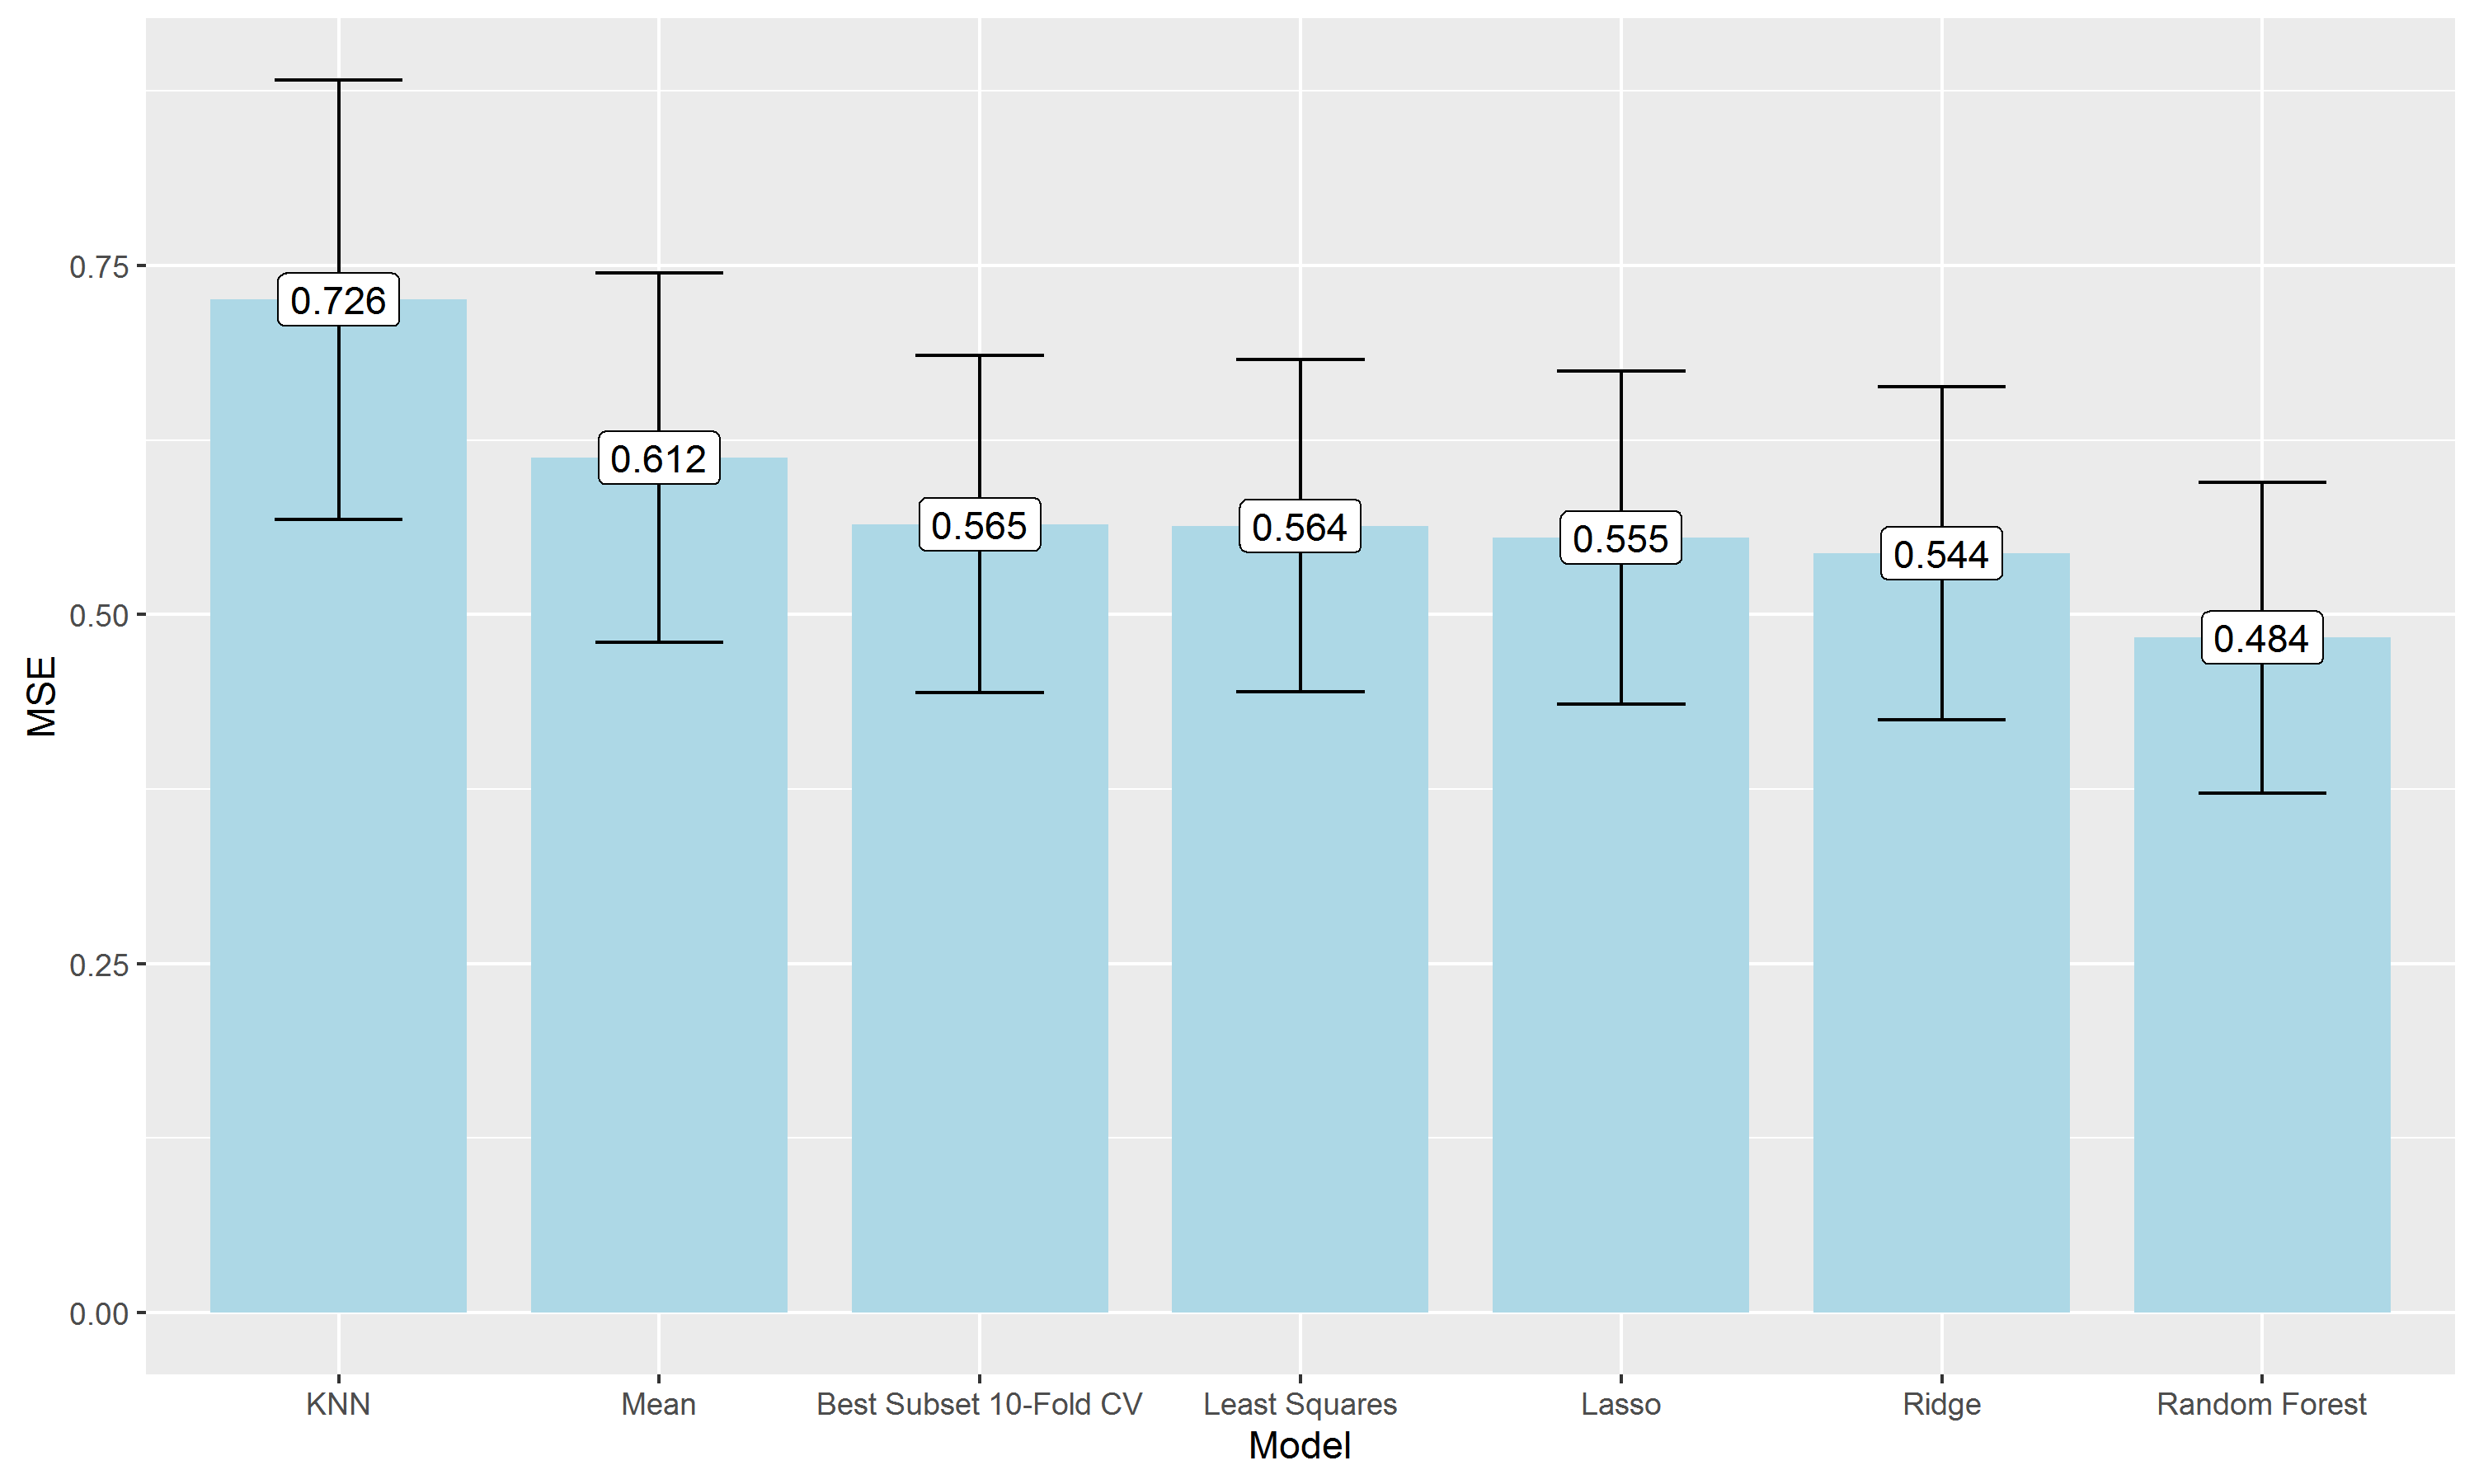 MSE
0.75
0.50
0.25
0.00
0.726
0.612
0.565
0.564
0.555
0.544
0.484
KNN
Mean
Best Subset 10-Fold CV
Least Squares
Lasso
Ridge
Random Forest
Model